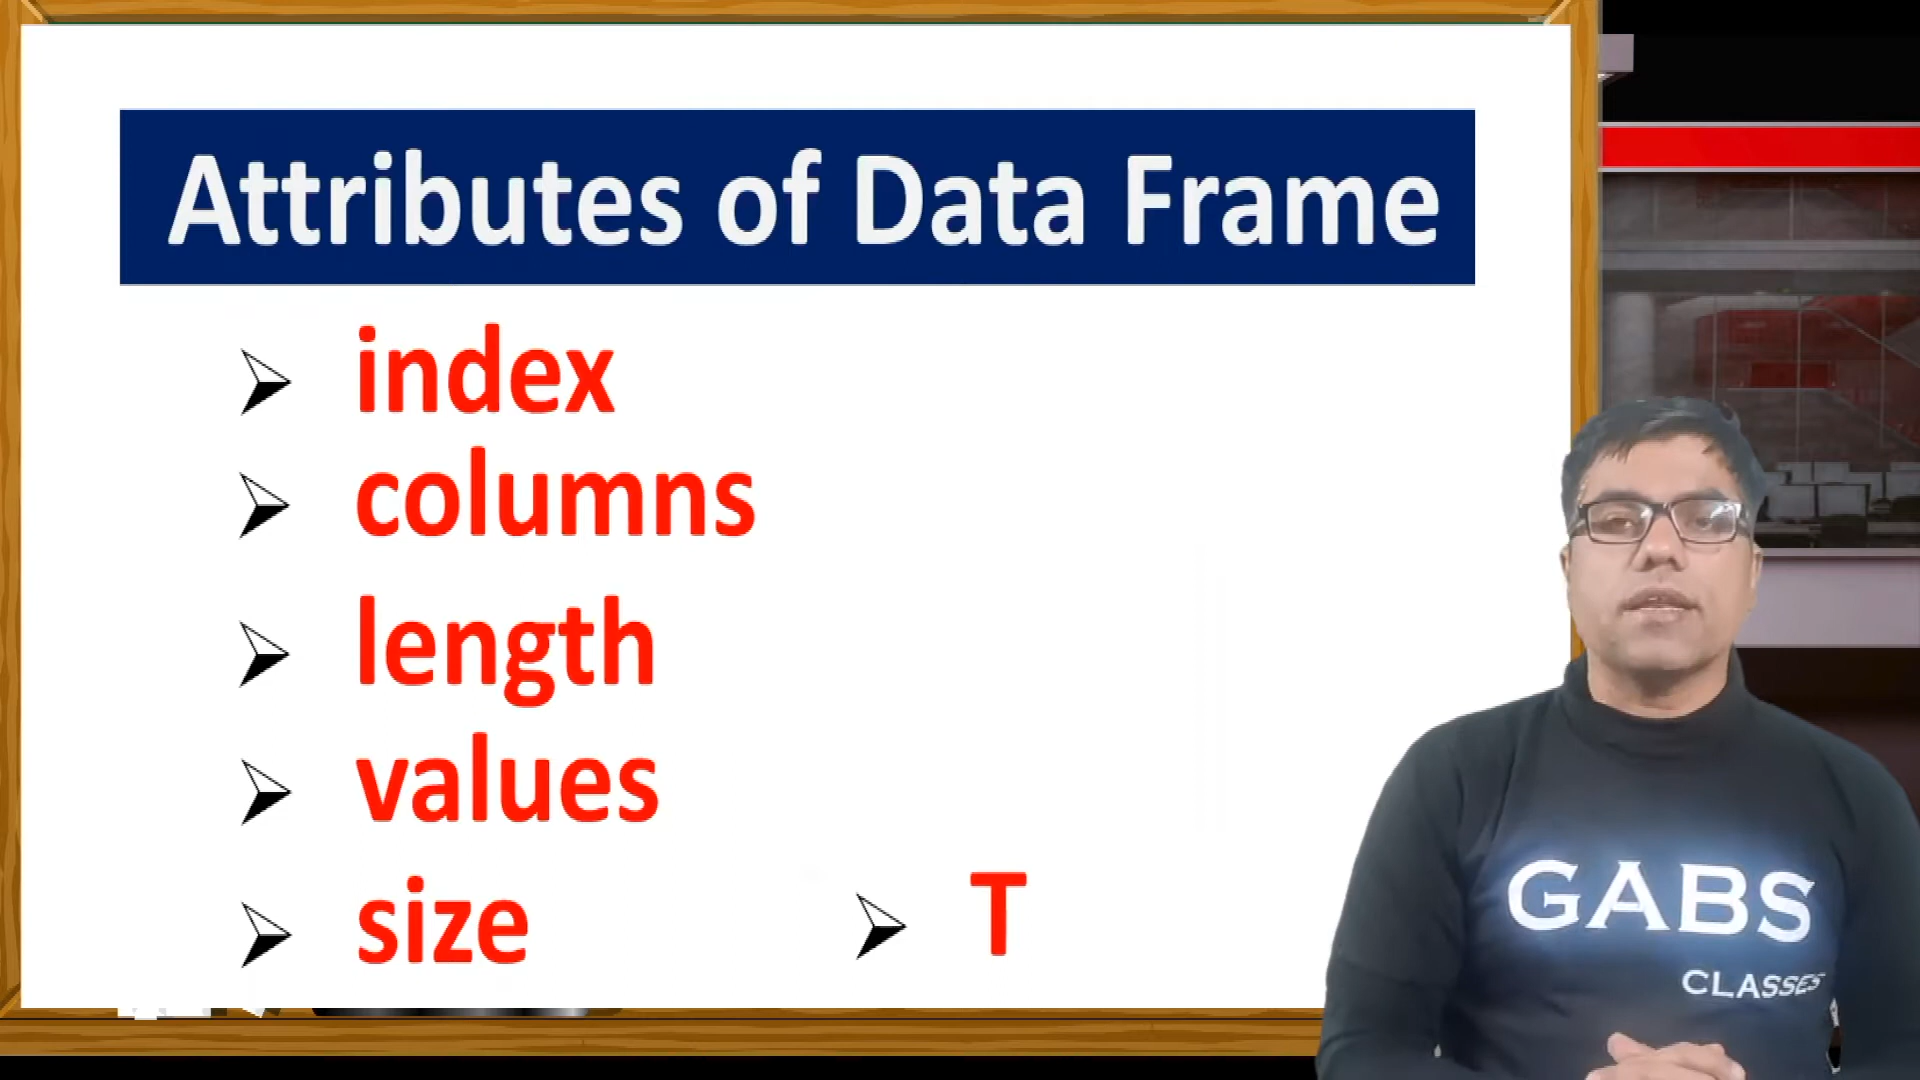 Attributes of Data Frame
index
columns
length
values
size
T
GABS
CLASSES